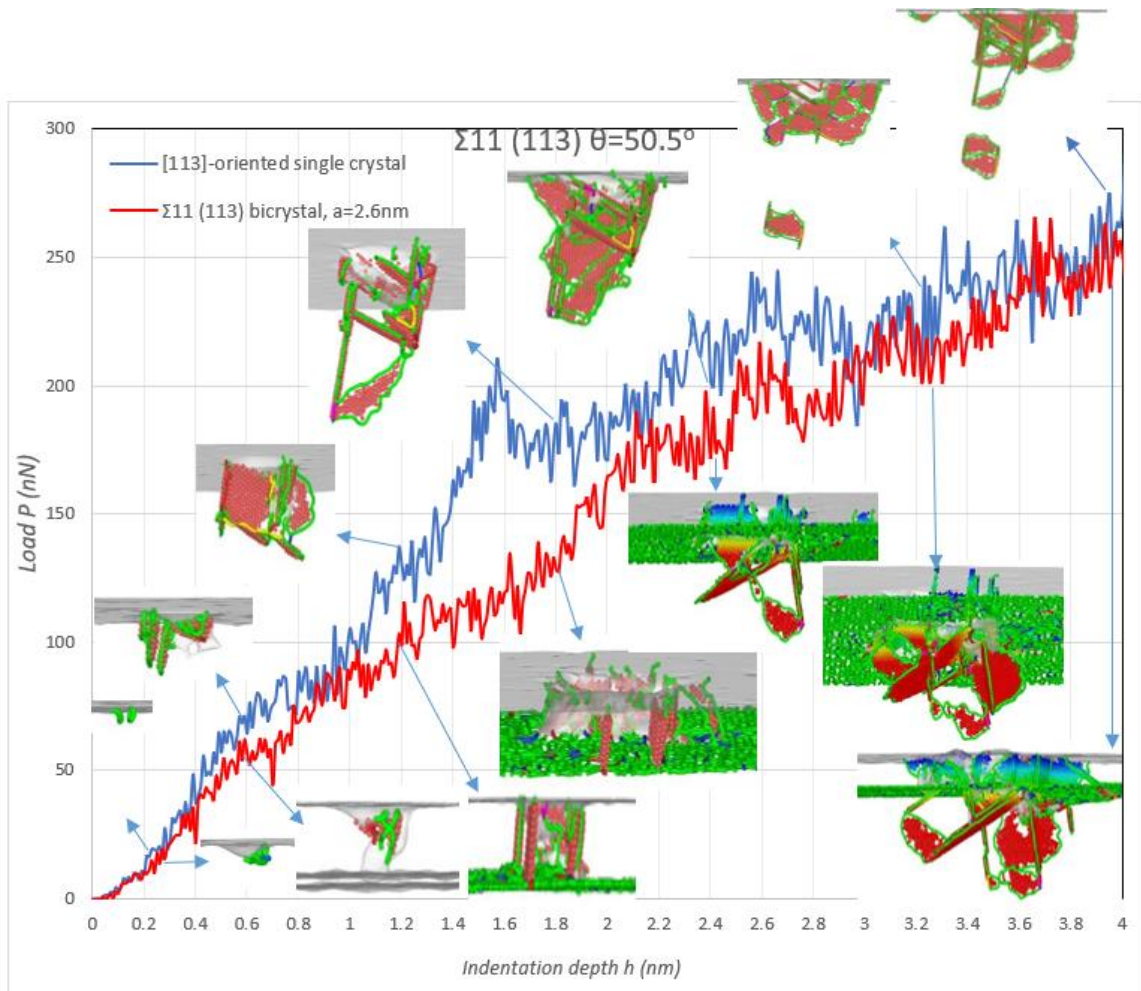 300
Σ11 (113) θ=50.5°
[113]-oriented single crystal
Σ11 (113) bicrystal, a=2.6nm
250
200
150
100
50
0
Load P (nN)
0 0.2 0.4 0.6 0.8 1 1.2 1.4 1.6 1.8 2 2.2 2.4 2.6 2.8 3 3.2 3.4 3.6 3.8 4
Indentation depth h (nm)